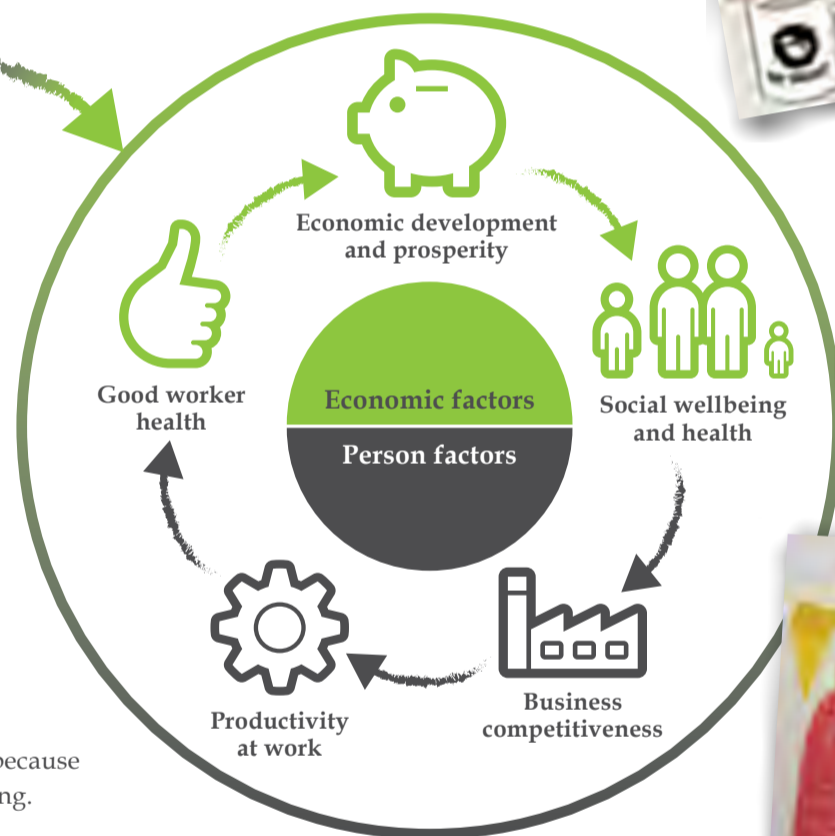 Economic development
and prosperity
Good worker
health
Economic factors
Person factors
Social wellbeing
and health
Business
competitiveness
Productivity
at work
because
ng.